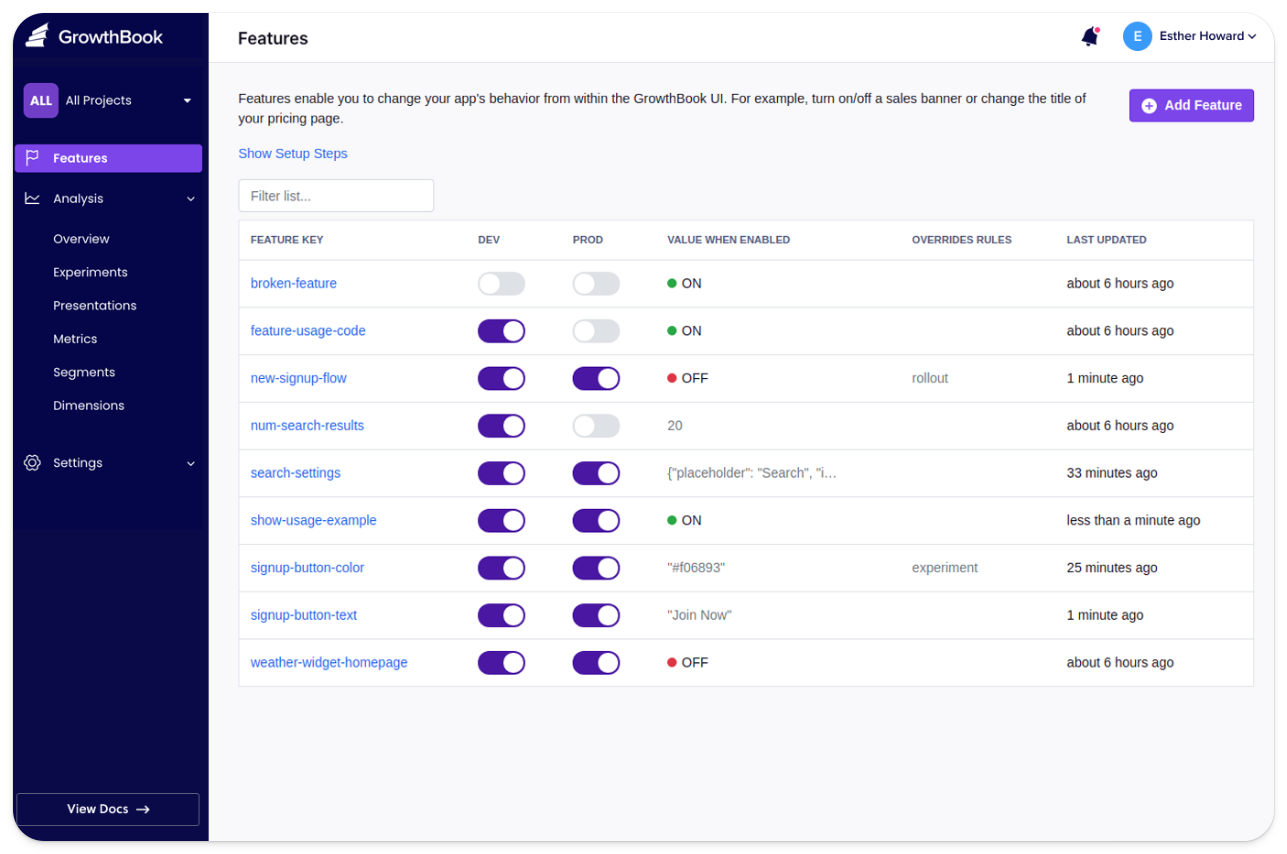 GrowthBook
Features
E Esther Howard
ALL All Projects
Features
Analysis
Overview
Experiments
Presentations
Metrics
Segments
Dimensions
Settings
View Docs →
Features enable you to change your app's behavior from within the GrowthBook UI. For example, turn on/off a sales banner or change the title of
your pricing page.
Add Feature
Show Setup Steps
Filter list...
FEATURE KEY DEV PROD VALUE WHEN ENABLED OVERRIDES RULES LAST UPDATED
broken-feature ON about 6 hours ago
feature-usage-code ON about 6 hours ago
new-signup-flow OFF rollout 1 minute ago
num-search-results 20 about 6 hours ago
search-settings {"placeholder": "Search", "i... 33 minutes ago
show-usage-example ON less than a minute ago
signup-button-color "#f06893" experiment 25 minutes ago
signup-button-text "Join Now" 1 minute ago
weather-widget-homepage OFF about 6 hours ago